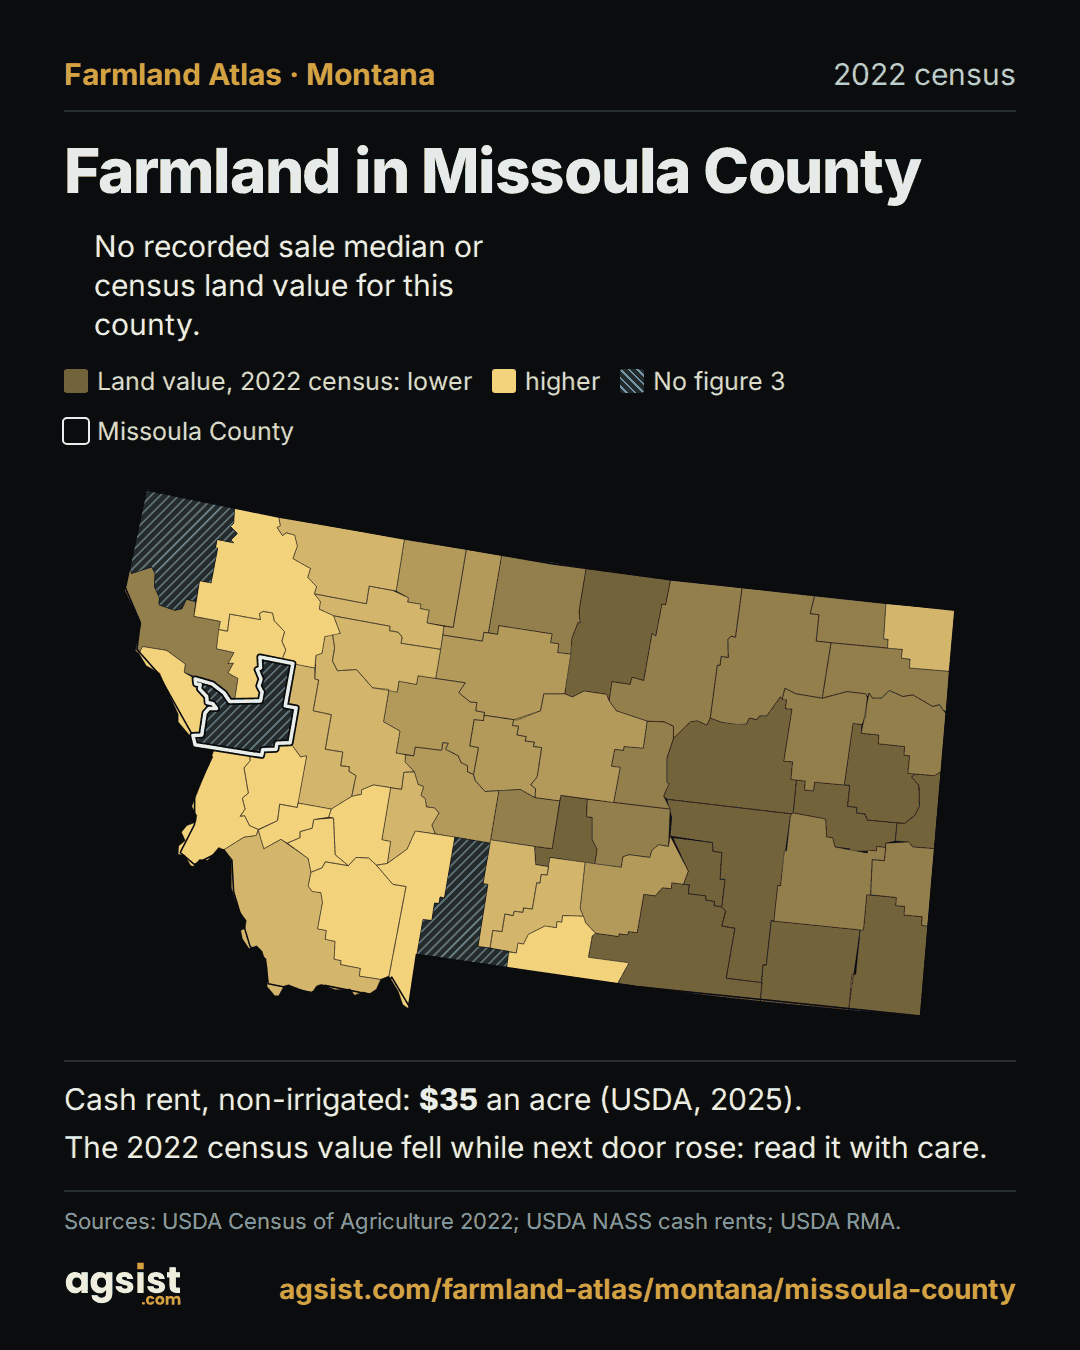 Farmland Atlas · Montana
2022 census
Farmland in Missoula County
No recorded sale median or
census land value for this
county.
Land value, 2022 census: lower
higher
No figure 3
Missoula County
Cash rent, non-irrigated: $35 an acre (USDA, 2025).
The 2022 census value fell while next door rose: read it with care.
Sources: USDA Census of Agriculture 2022; USDA NASS cash rents; USDA RMA.
agsist
.com
agsist.com/farmland-atlas/montana/missoula-county